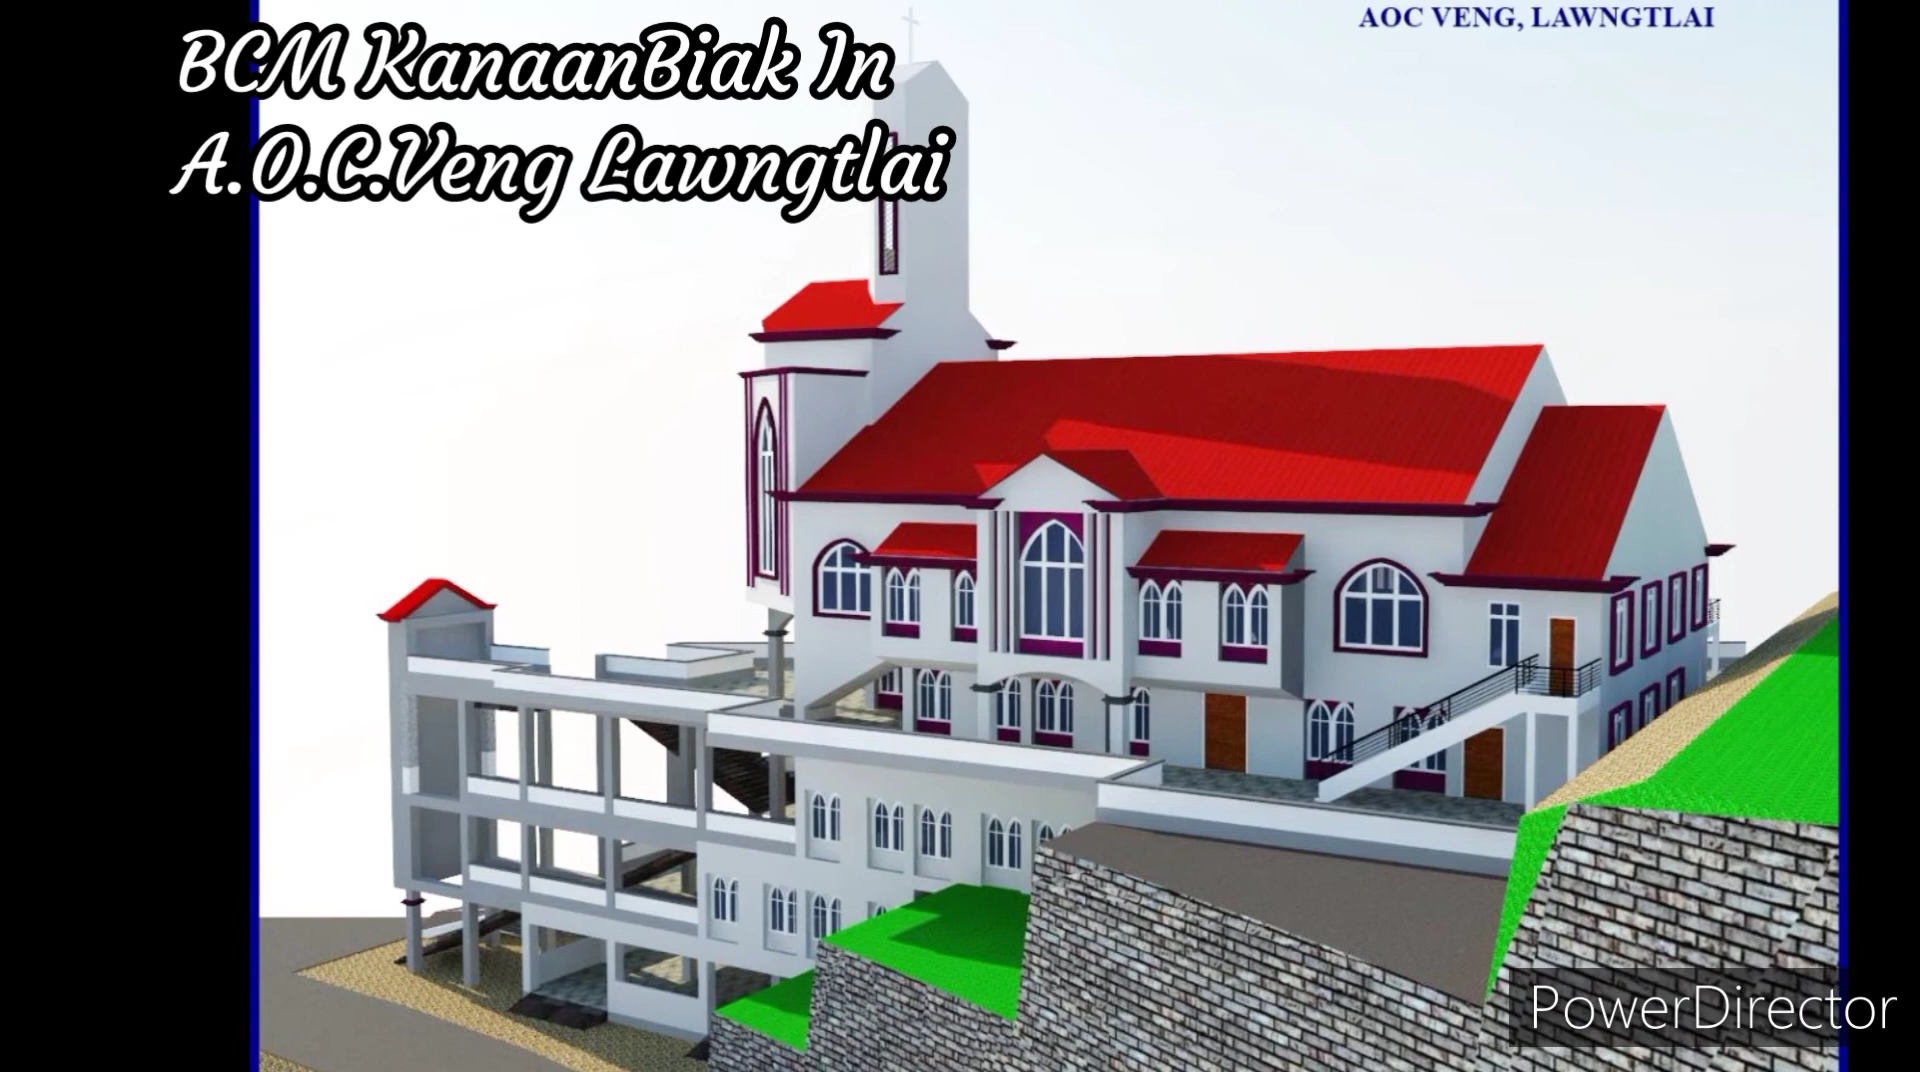 AOC VENG, LAWNGTLAI
BCM KanaanBiak In
A.O.C.Veng Lawngtlai
PowerDirector